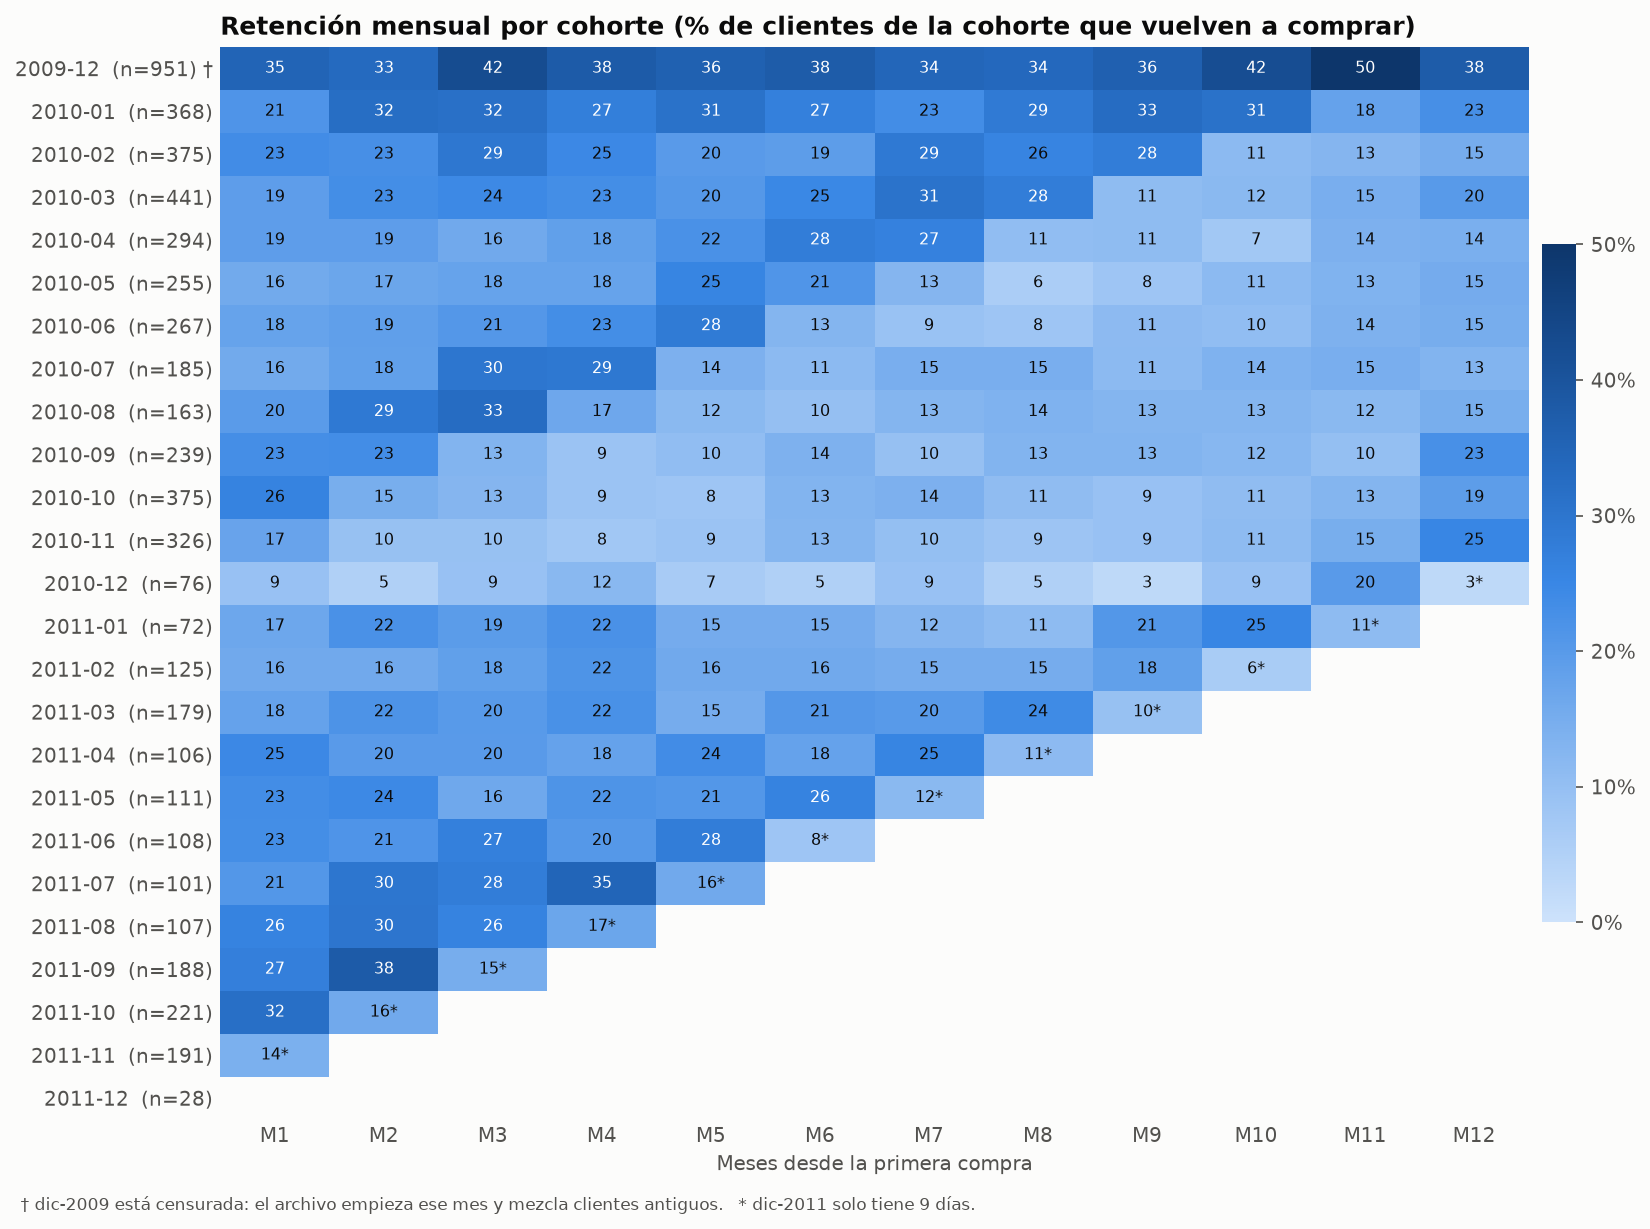 Retención mensual por cohorte (% de clientes de la cohorte que vuelven a comprar)
2009-12 (n=951) † 35 33 42 38 36 38 34 34 36 42 50 38
2010-01 (n=368) 21 32 32 27 31 27 23 29 33 31 18 23
2010-02 (n=375) 23 23 29 25 20 19 29 26 28 11 13 15
2010-03 (n=441) 19 23 24 23 20 25 31 28 11 12 15 20
2010-04 (n=294) 19 19 16 18 22 28 27 11 11 7 14 14
50%
2010-05 (n=255) 16 17 18 18 25 21 13 6 8 11 13 15
2010-06 (n=267) 18 19 21 23 28 13 9 8 11 10 14 15
2010-07 (n=185) 16 18 30 29 14 11 15 15 11 14 15 13
40%
2010-08 (n=163) 20 29 33 17 12 10 13 14 13 13 12 15
2010-09 (n=239) 23 23 13 9 10 14 10 13 13 12 10 23
2010-10 (n=375) 26 15 13 9 8 13 14 11 9 11 13 19
30%
2010-11 (n=326) 17 10 10 8 9 13 10 9 9 11 15 25
2010-12 (n=76) 9 5 9 12 7 5 9 5 3 9 20 3*
2011-01 (n=72) 17 22 19 22 15 15 12 11 21 25 11*
20%
2011-02 (n=125) 16 16 18 22 16 16 15 15 18 6*
2011-03 (n=179) 18 22 20 22 15 21 20 24 10*
2011-04 (n=106) 25 20 20 18 24 18 25 11*
10%
2011-05 (n=111) 23 24 16 22 21 26 12*
2011-06 (n=108) 23 21 27 20 28 8*
2011-07 (n=101) 21 30 28 35 16*
2011-08 (n=107) 26 30 26 17*
0%
2011-09 (n=188) 27 38 15*
2011-10 (n=221) 32 16*
2011-11 (n=191) 14*
2011-12 (n=28)
M1 M2 M3 M4 M5 M6 M7 M8 M9 M10 M11 M12
Meses desde la primera compra
† dic-2009 está censurada: el archivo empieza ese mes y mezcla clientes antiguos. * dic-2011 solo tiene 9 días.